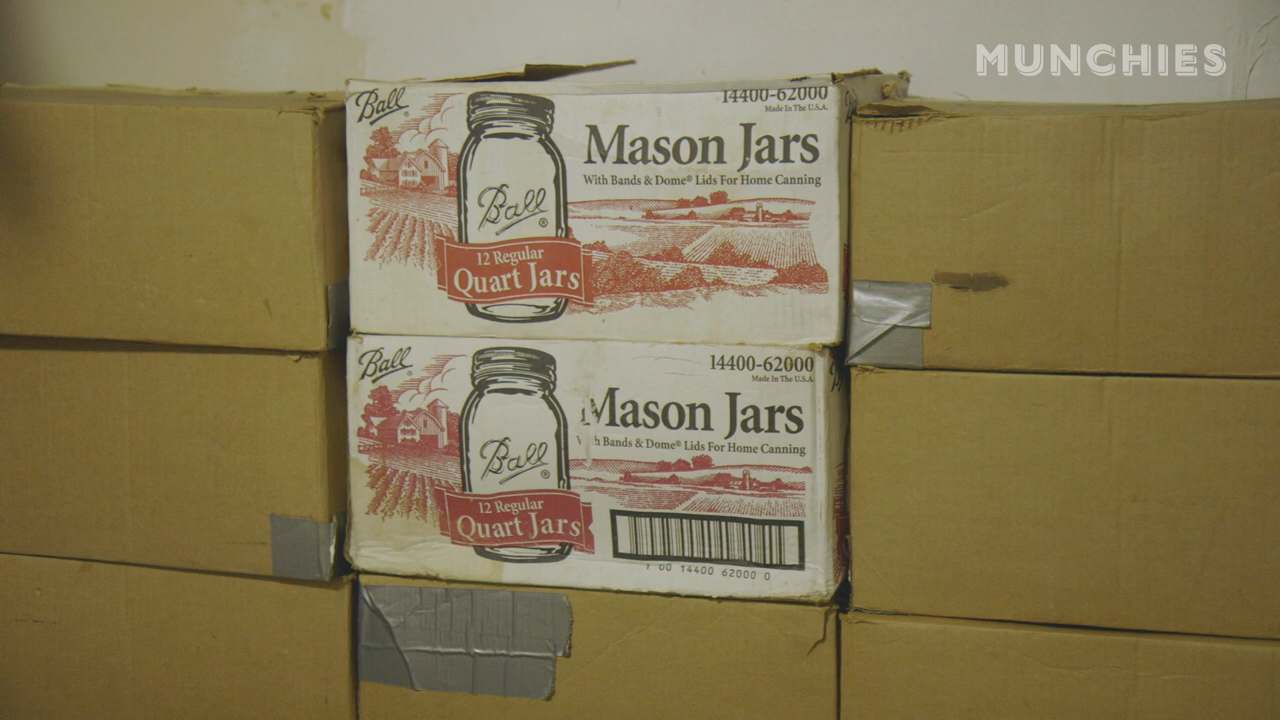 MUNCHIES
Ball
14400-62000
Made In The U.S.A.
Mason Jars
With Bands & Dome® Lids For Home Canning
Ball®
12 Regular
Quart Jars
Ball
14400-62000
Made In The U.S.A.
Mason Jars
With Bands & Dome® Lids For Home Canning
Ball®
12 Regular
Quart Jars
00 14400 62000 0